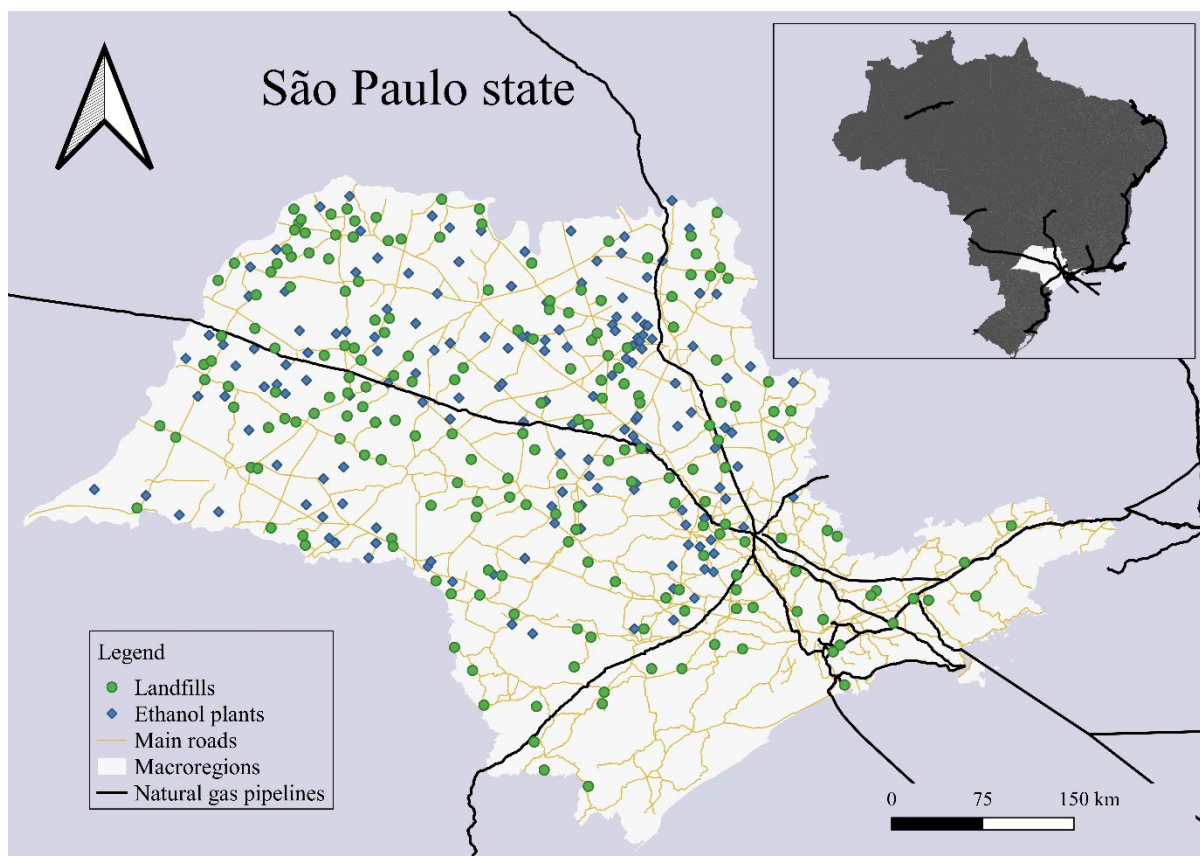 São Paulo state
Legend
Landfills
Ethanol plants
Main roads
Macroregions
Natural gas pipelines
0 75 150 km